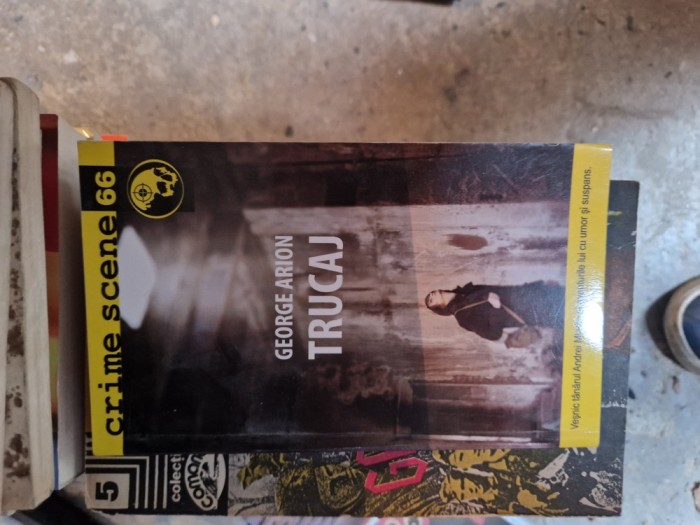 crime scene 66
GEORGE ARION
TRUCAJ
Veșnic tânărul Andrei
lui cu umor și suspans.
5
colecți